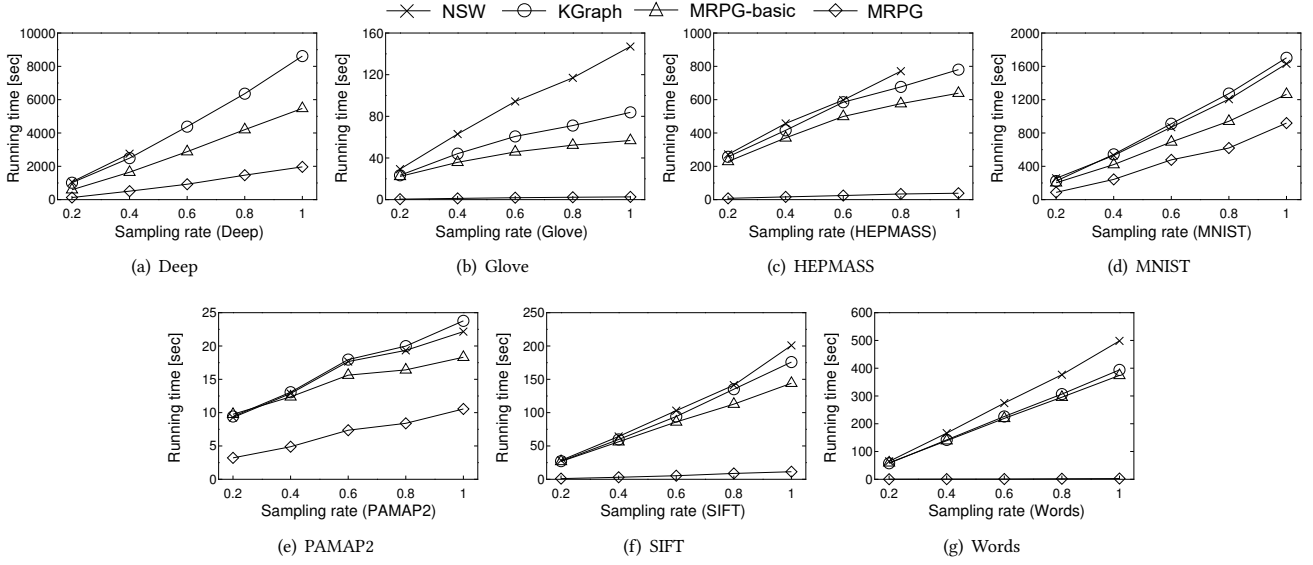 NSW KGraph MRPG-basic MRPG
10000
8000
6000
4000
2000
0
Running time [sec]
0.2 0.4 0.6 0.8 1
Sampling rate (Deep)
(a) Deep
160
120
80
40
0
Running time [sec]
0.2 0.4 0.6 0.8 1
Sampling rate (Glove)
(b) Glove
1000
800
600
400
200
0
Running time [sec]
0.2 0.4 0.6 0.8 1
Sampling rate (HEPMASS)
(c) HEPMASS
2000
1600
1200
800
400
0
Running time [sec]
0.2 0.4 0.6 0.8 1
Sampling rate (MNIST)
(d) MNIST
25
20
15
10
5
0
Running time [sec]
0.2 0.4 0.6 0.8 1
Sampling rate (PAMAP2)
(e) PAMAP2
250
200
150
100
50
0
Running time [sec]
0.2 0.4 0.6 0.8 1
Sampling rate (SIFT)
(f) SIFT
600
500
400
300
200
100
0
Running time [sec]
0.2 0.4 0.6 0.8 1
Sampling rate (Words)
(g) Words